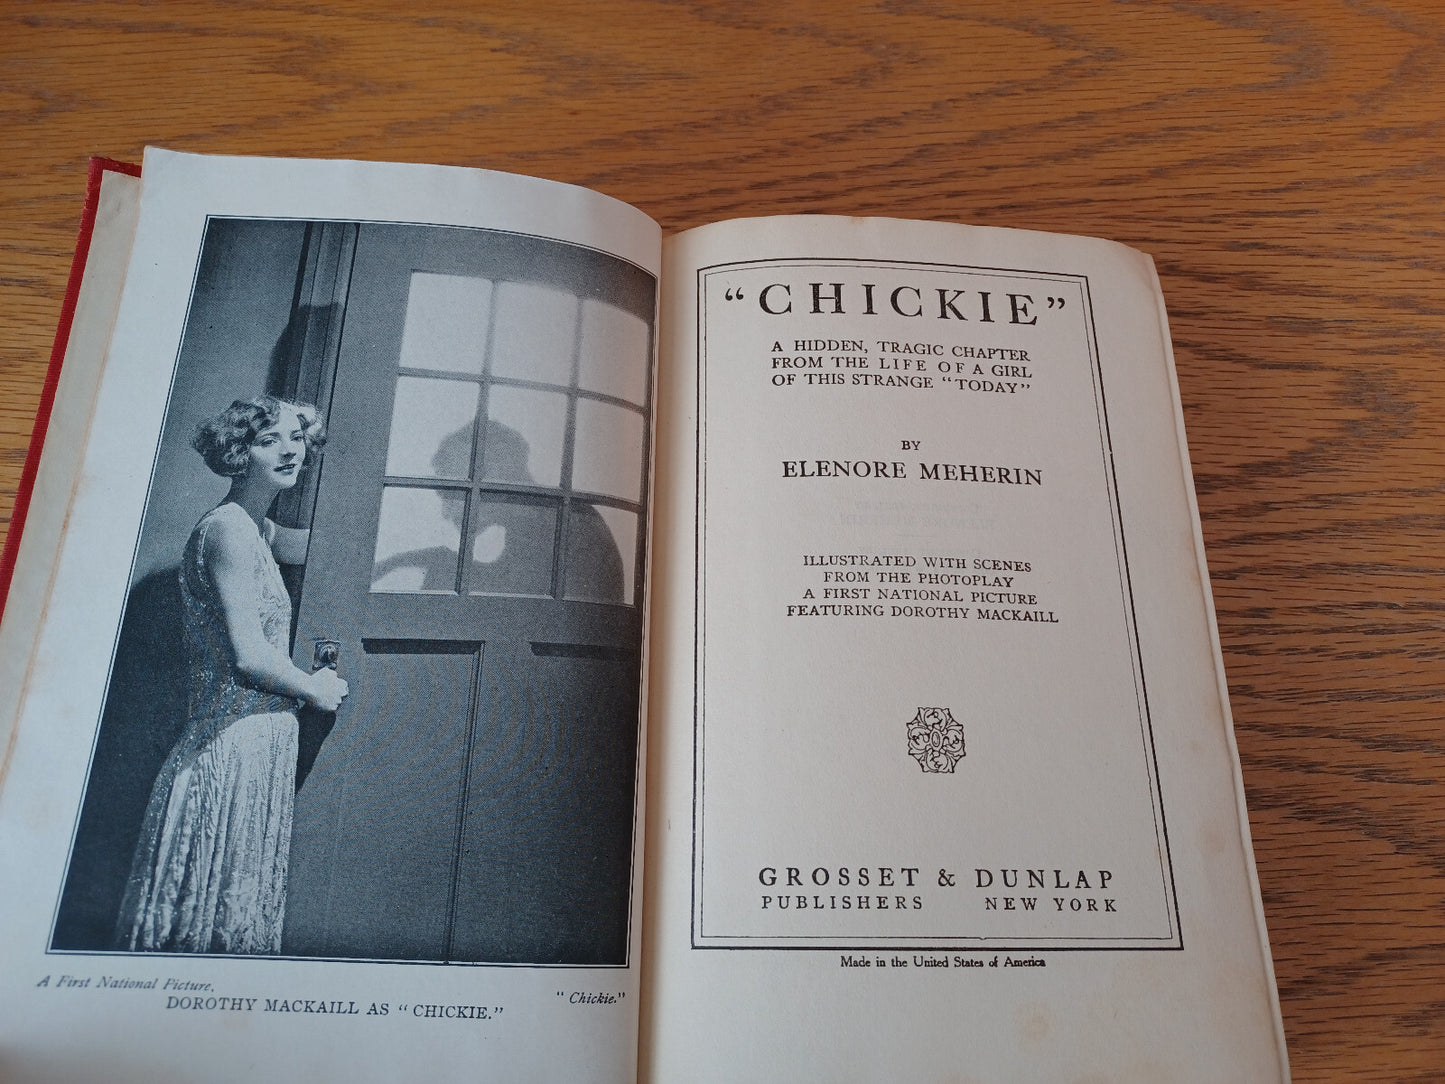 A First National Picture.
"Chickie."
DOROTHY MACKAILL AS "CHICKIE."
"CHICKIE"
A HIDDEN, TRAGIC CHAPTER
FROM THE LIFE OF A GIRL
OF THIS STRANGE "TODAY"
BY
ELENORE MEHERIN
ILLUSTRATED WITH SCENES
FROM THE PHOTOPLAY
A FIRST NATIONAL PICTURE
FEATURING DOROTHY MACKAILL
GROSSET & DUNLAP
PUBLISHERS NEW YORK
Made in the United States of America